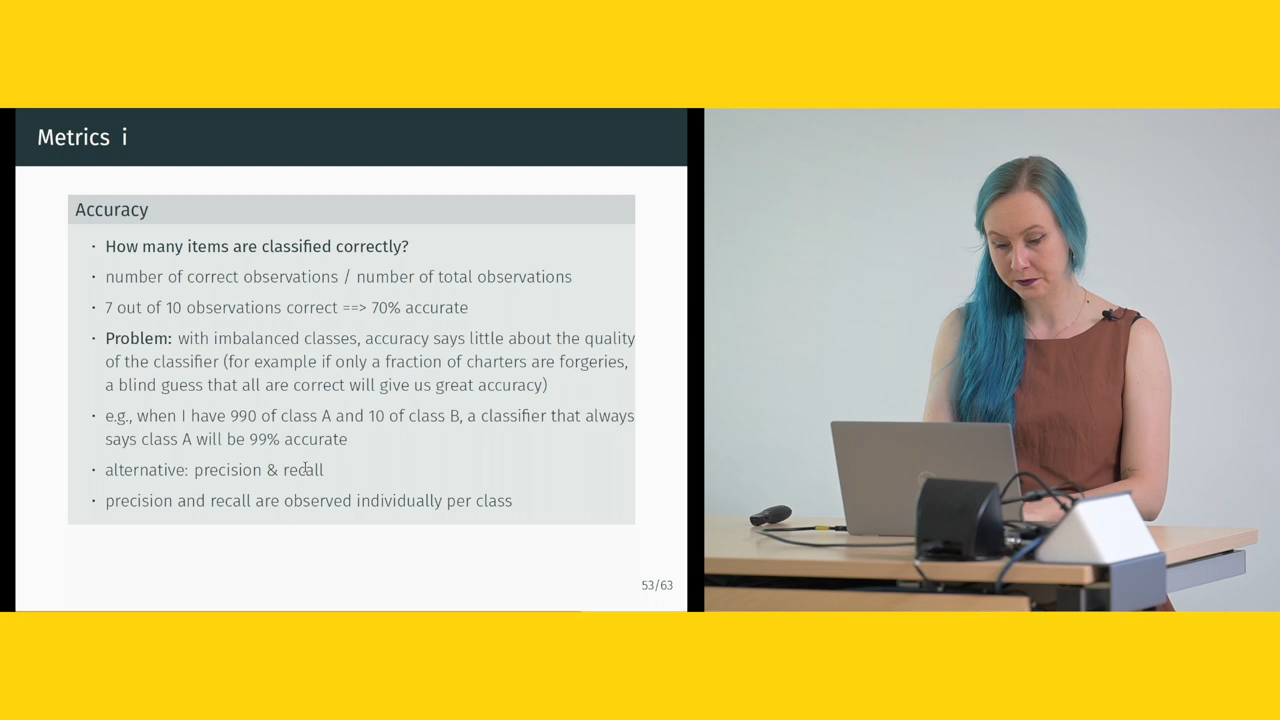 Metrics i
Accuracy
· How many items are classified correctly?
· number of correct observations / number of total observations
· 7 out of 10 observations correct ==> 70% accurate
· Problem: with imbalanced classes, accuracy says little about the quality
of the classifier (for example if only a fraction of charters are forgeries,
a blind guess that all are correct will give us great accuracy)
· e.g., when I have 990 of class A and 10 of class B, a classifier that always
says class A will be 99% accurate
· alternative: precision & recall
· precision and recall are observed individually per class
53/63